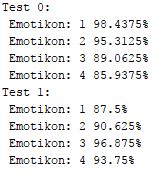 Test 0:
Emotikon: 1 98.4375%
Emotikon: 2 95.3125%
Emotikon: 3 89.0625%
Emotikon: 4 85.9375%
Test 1:
Emotikon: 1 87.5%
Emotikon: 2 90.625%
Emotikon: 3 96.875%
Emotikon: 4 93.75%